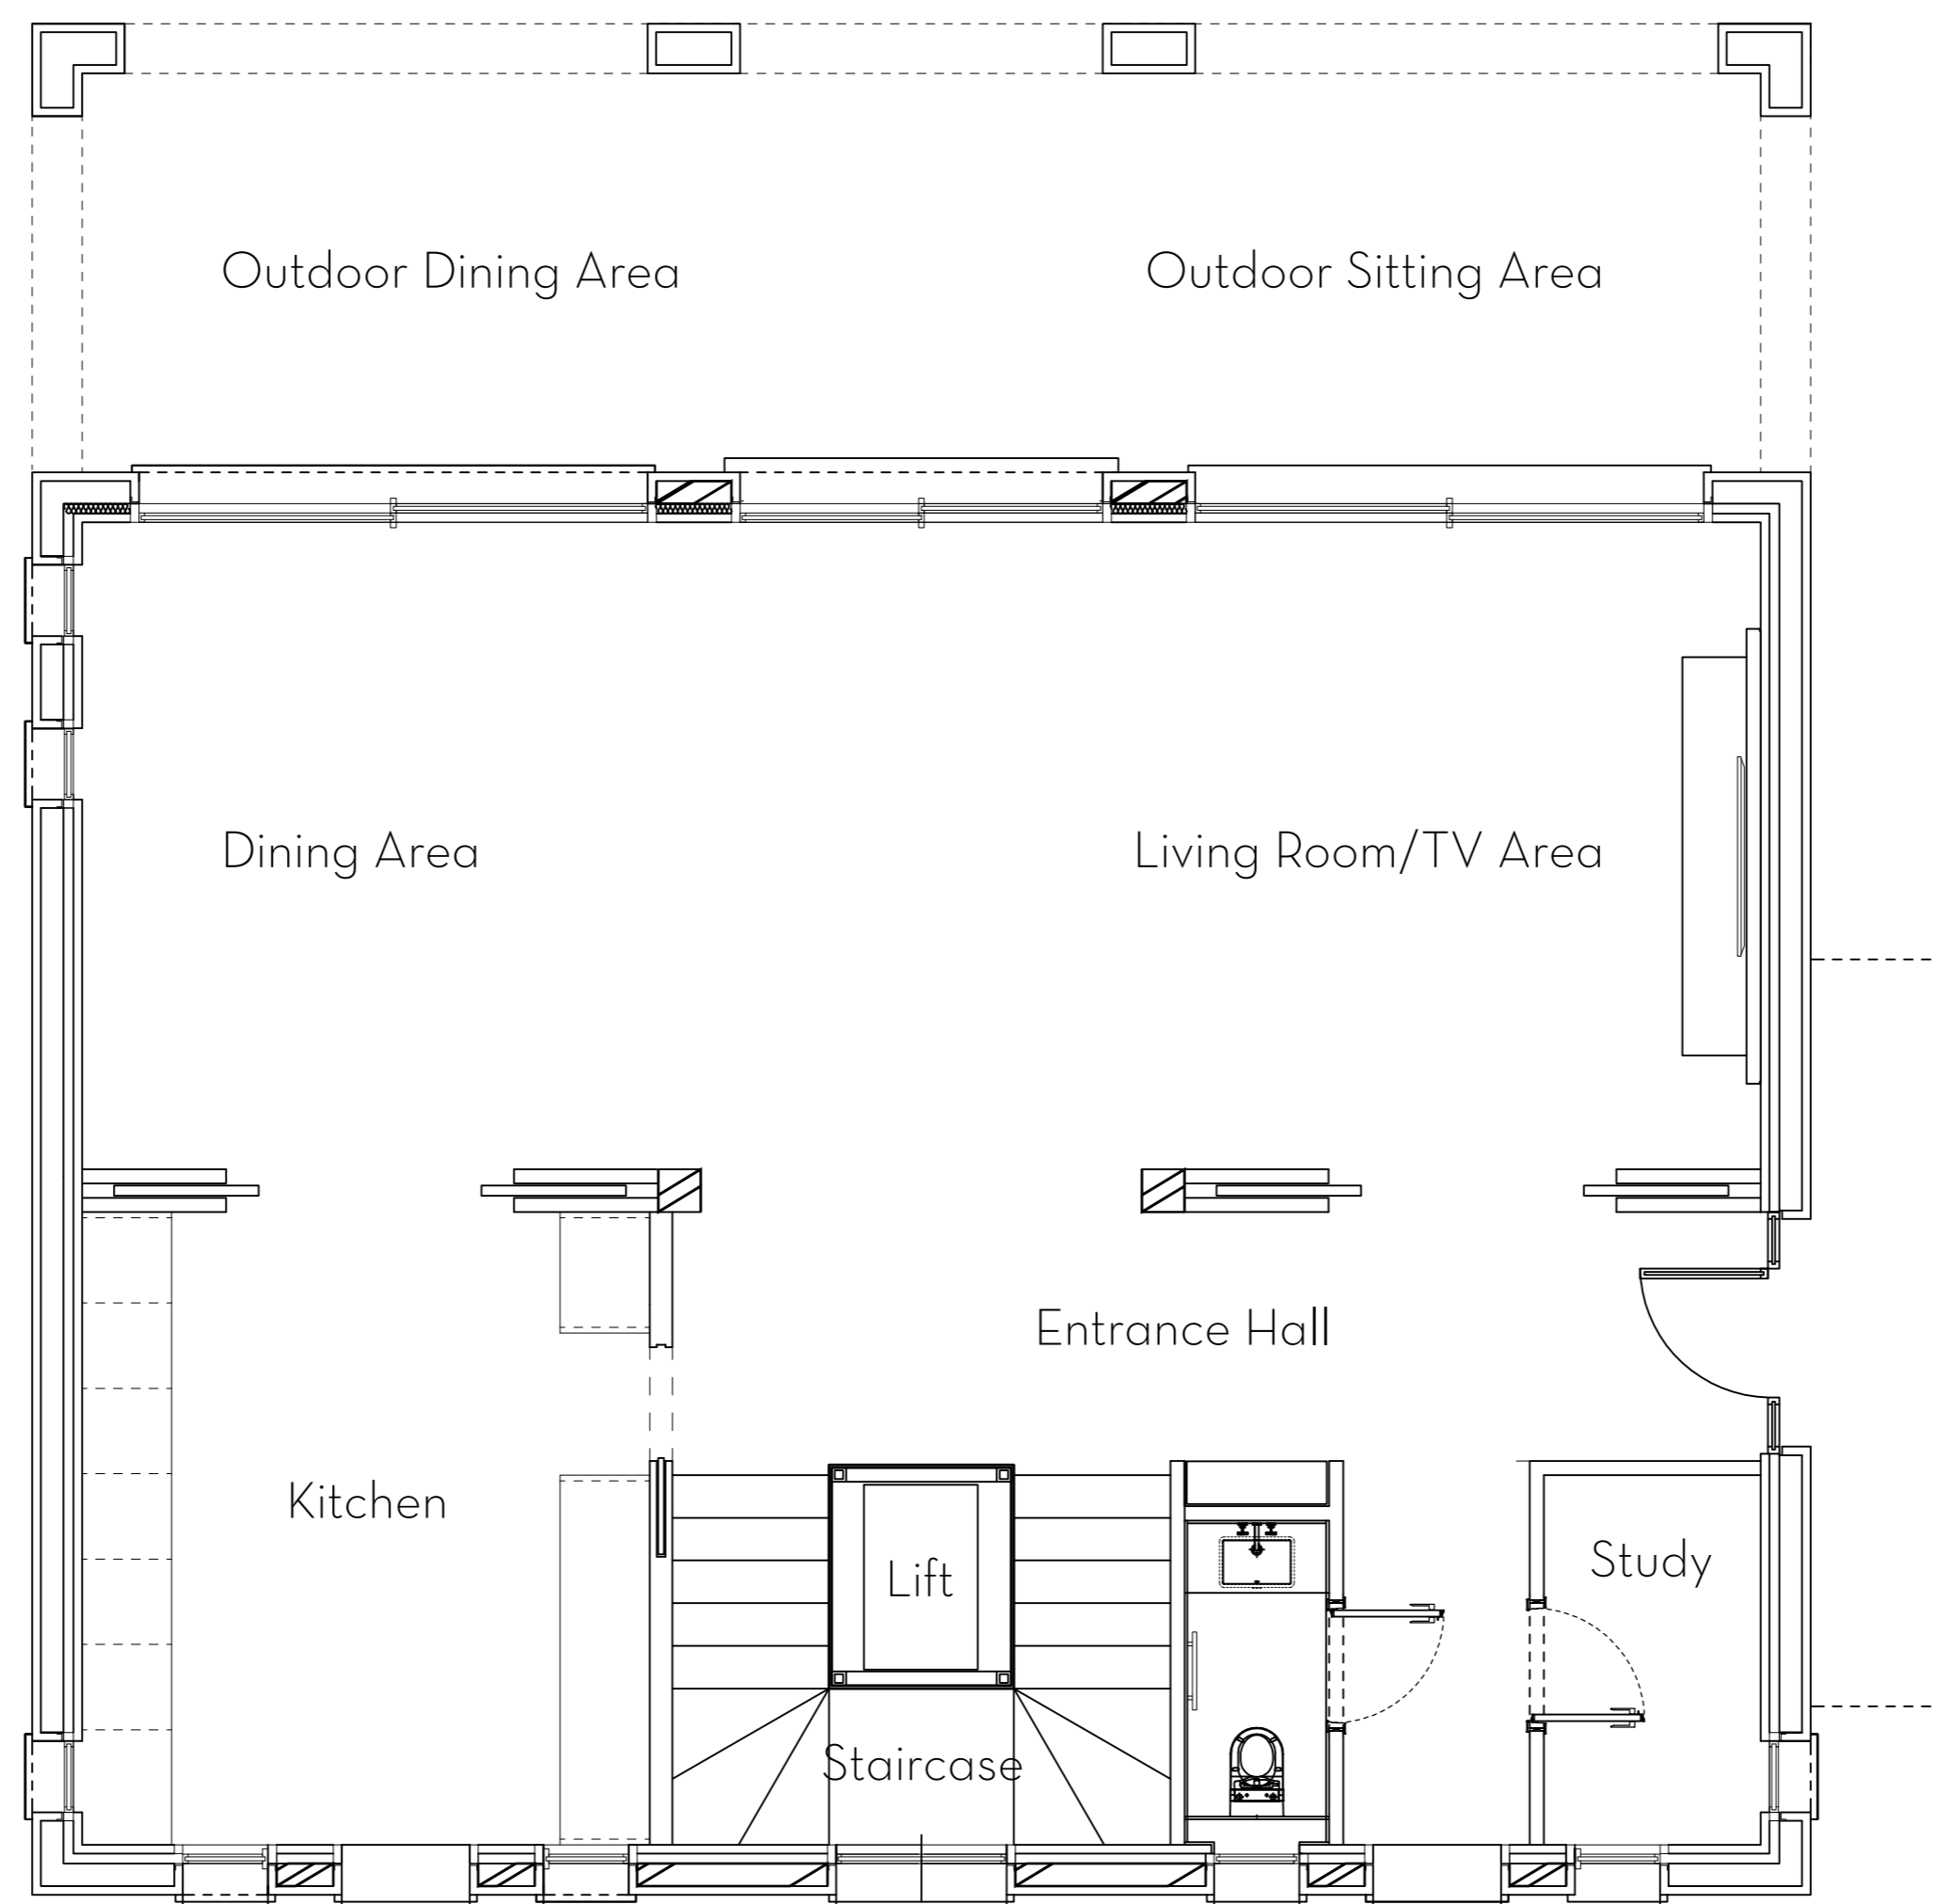 Outdoor Dining Area
Outdoor Sitting Area
Dining Area
Living Room/TV Area
Entrance Hall
Kitchen
Lift
Study
Staircase